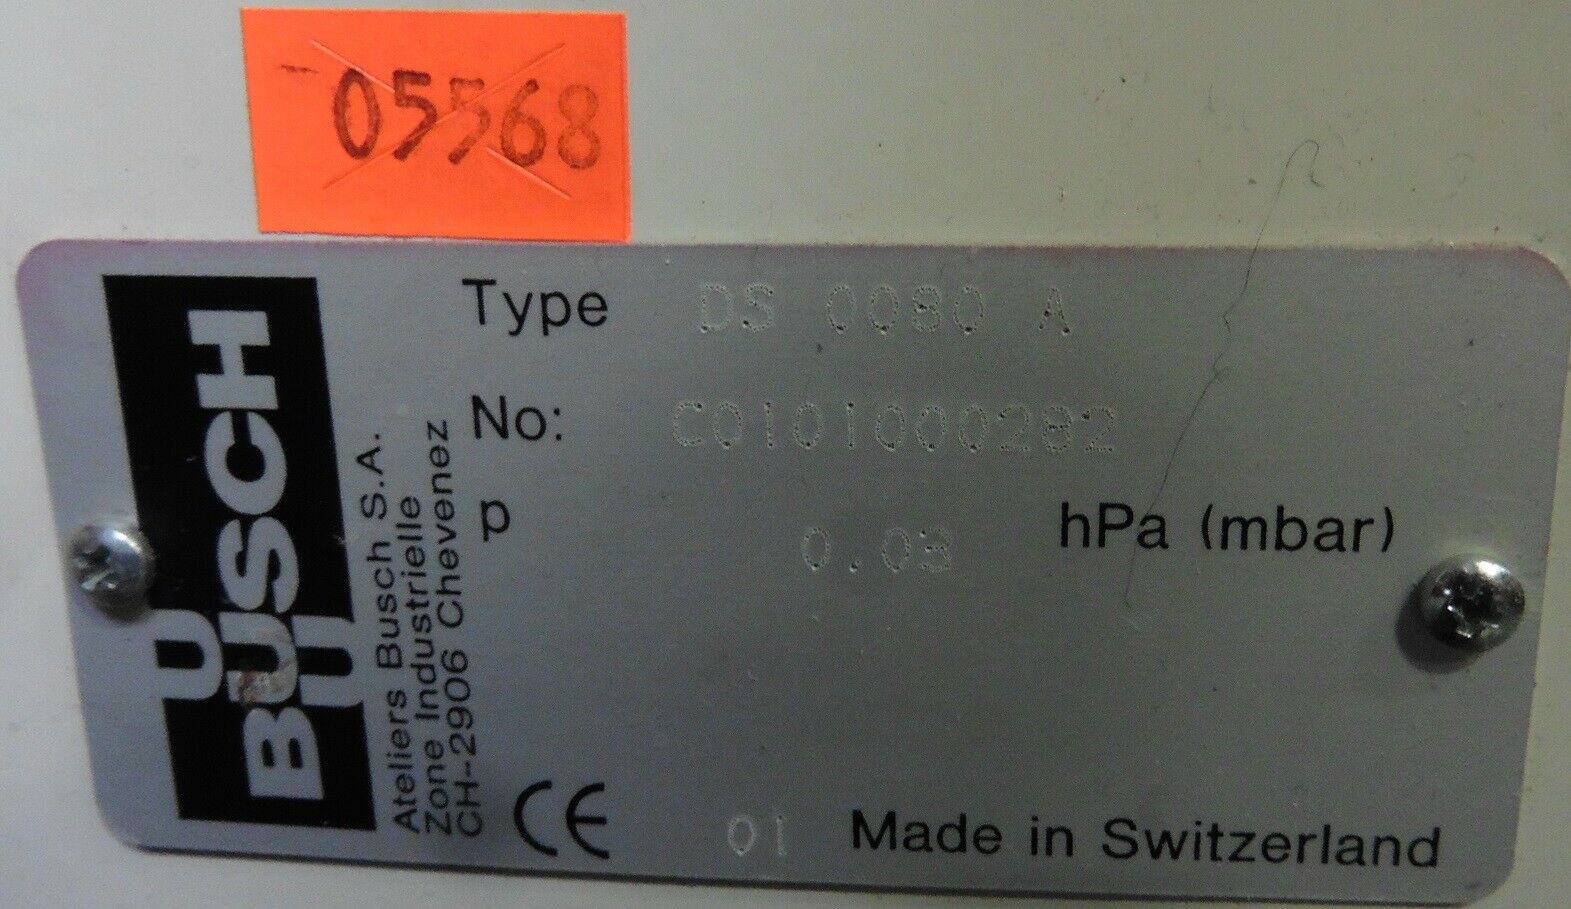 05568
BUSCH
Ateliers Busch S.A.
Zone Industrielle
CH-2906 Chevenez
Type DS 0080 A
No: C0101000282
p 0.03 hPa (mbar)
CE 01 Made in Switzerland